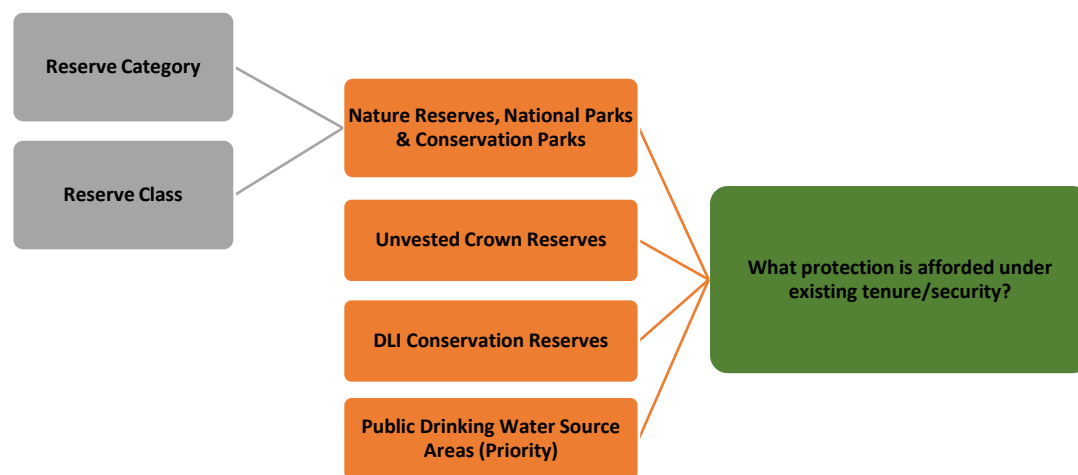 Reserve Category
Reserve Class
Nature Reserves, National Parks
& Conservation Parks
Unvested Crown Reserves
DLI Conservation Reserves
Public Drinking Water Source
Areas (Priority)
What protection is afforded under
existing tenure/security?